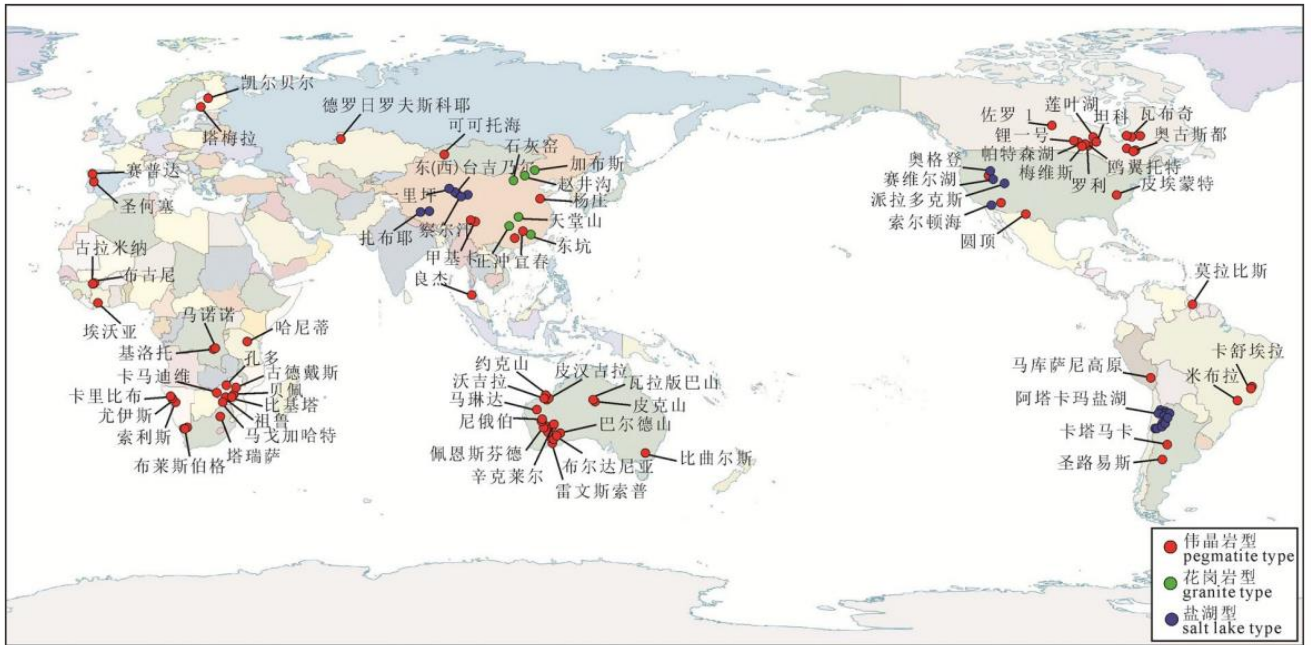 凯尔贝尔
塔梅拉
德罗日罗夫斯科耶
可可托海
石灰窑
加布斯
东(西)台吉乃尔
赵井沟
一里坪
杨庄
赛普达
圣何塞
天堂山
扎布耶
察尔汗
东坑
甲基卡
正冲
宜春
良杰
古拉米纳
布古尼
埃沃亚
马诺诺
哈尼蒂
基洛托
孔多
卡马迪维
古德戴斯
卡里比布
贝佩
尤伊斯
比基塔
祖鲁
索利斯
马戈加哈特
塔瑞萨
布莱斯伯格
约克山
皮汉古拉
沃吉拉
瓦拉版巴山
马琳达
皮克山
尼俄伯
巴尔德山
佩恩斯芬德
布尔达尼亚
比曲尔斯
辛克莱尔
雷文斯索普
佐罗 1
莲叶湖
坦科
瓦布奇
锂一号
奥古斯都
帕特森湖
鸥翼托特
梅维斯
罗利
皮埃蒙特
奥格登
赛维尔湖
派拉多克斯
索尔顿海
圆顶
莫拉比斯
卡舒埃拉
马库萨尼高原
米布拉
阿塔卡玛盐湖
卡塔马卡
圣路易斯
伟晶岩型
pegmatite type
花岗岩型
granite type
盐湖型
salt lake type